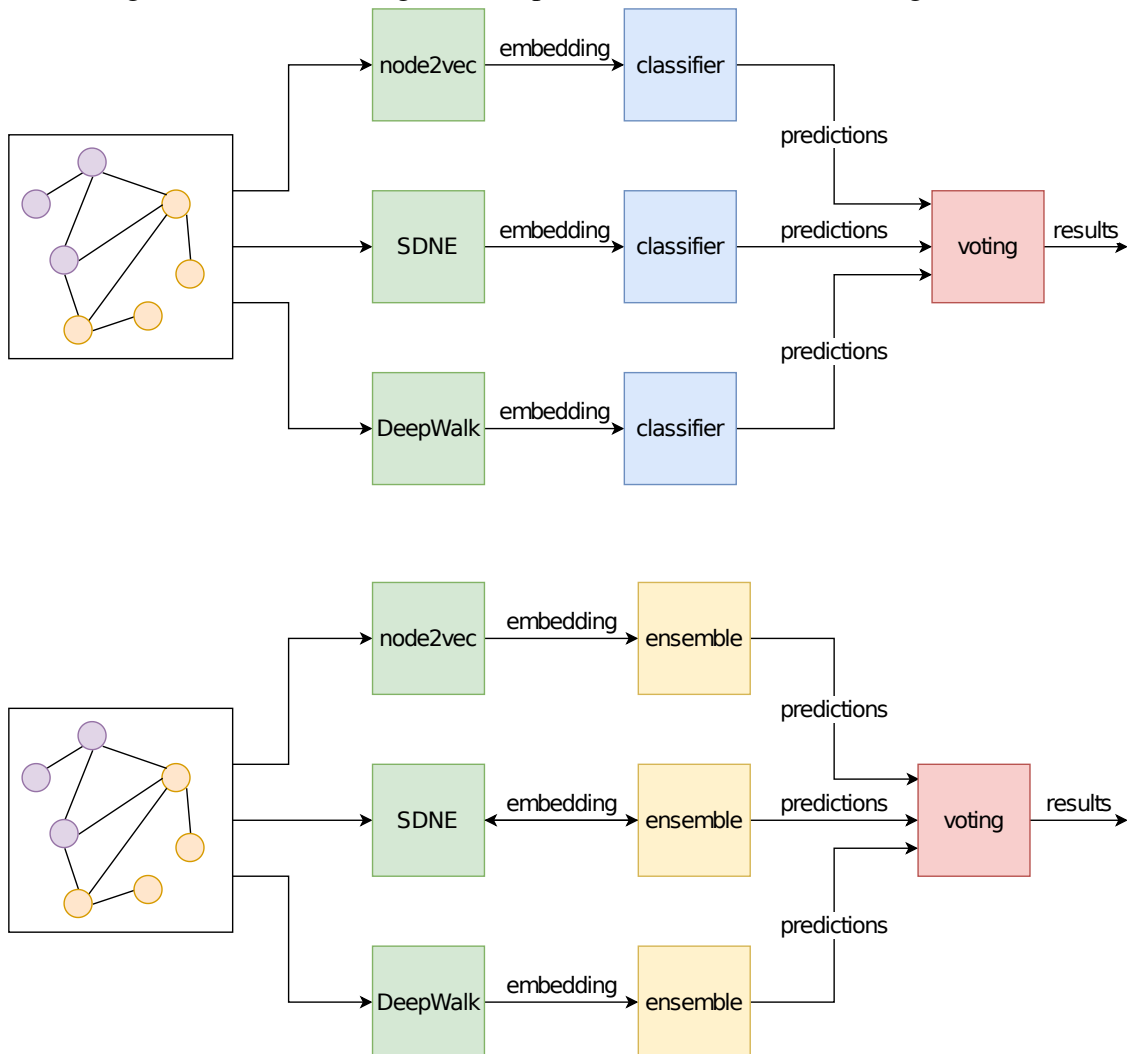 node2vec embedding classifier
predictions
SDNE embedding classifier predictions voting results
predictions
DeepWalk embedding classifier
node2vec embedding ensemble
predictions
SDNE embedding ensemble predictions voting results
predictions
DeepWalk embedding ensemble